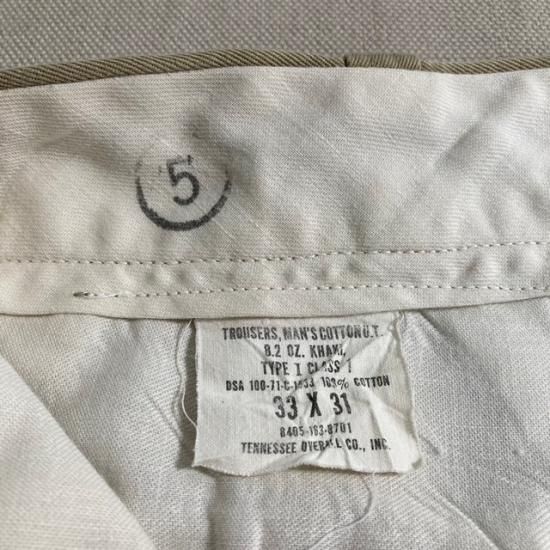 5
TROUSERS, MAN'S COTTON U.T.
8.2 OZ. KHAKI,
TYPE I CLASS 1
DSA 100-71-C-1533 100% COTTON
33 X 31
8405-183-8701
TENNESSEE OVERALL CO., INC.